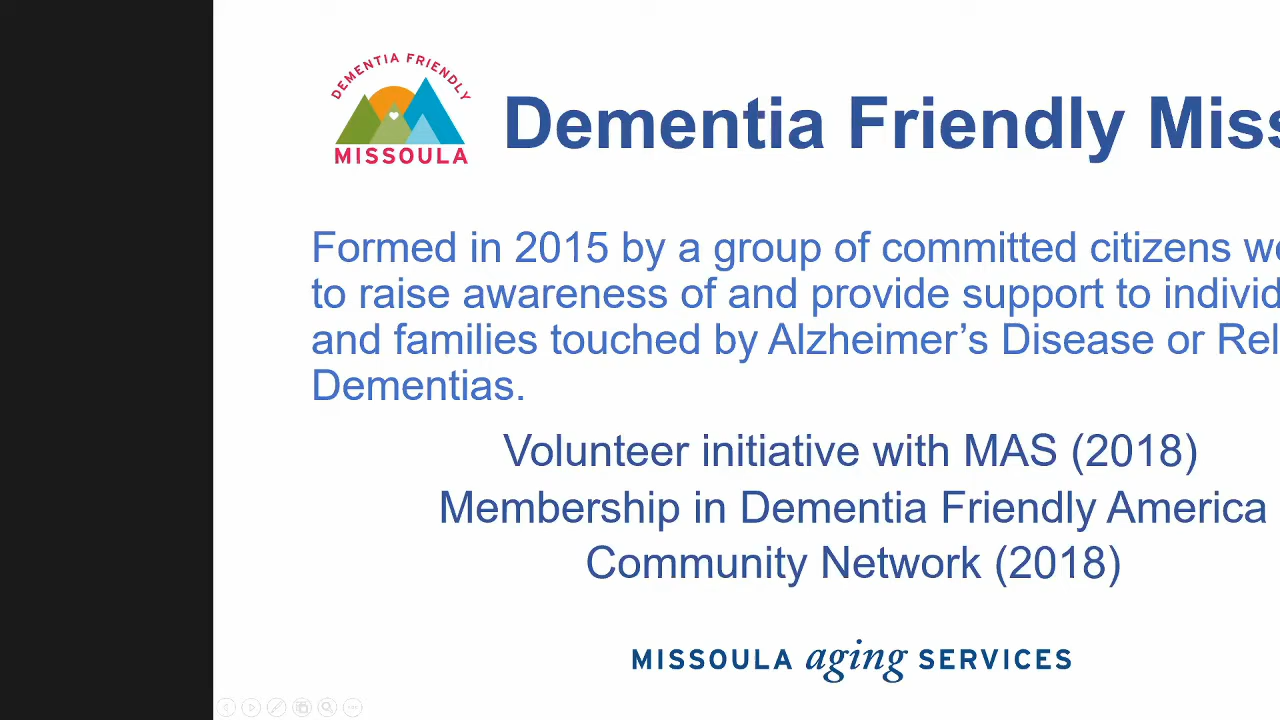 DEMENTIA FRIENDLY
MISSOULA
Dementia Friendly Miss
Formed in 2015 by a group of committed citizens
to raise awareness of and provide support to individ
and families touched by Alzheimer’s Disease or Rel
Dementias.
Volunteer initiative with MAS (2018)
Membership in Dementia Friendly America
Community Network (2018)
MISSOULA aging SERVICES